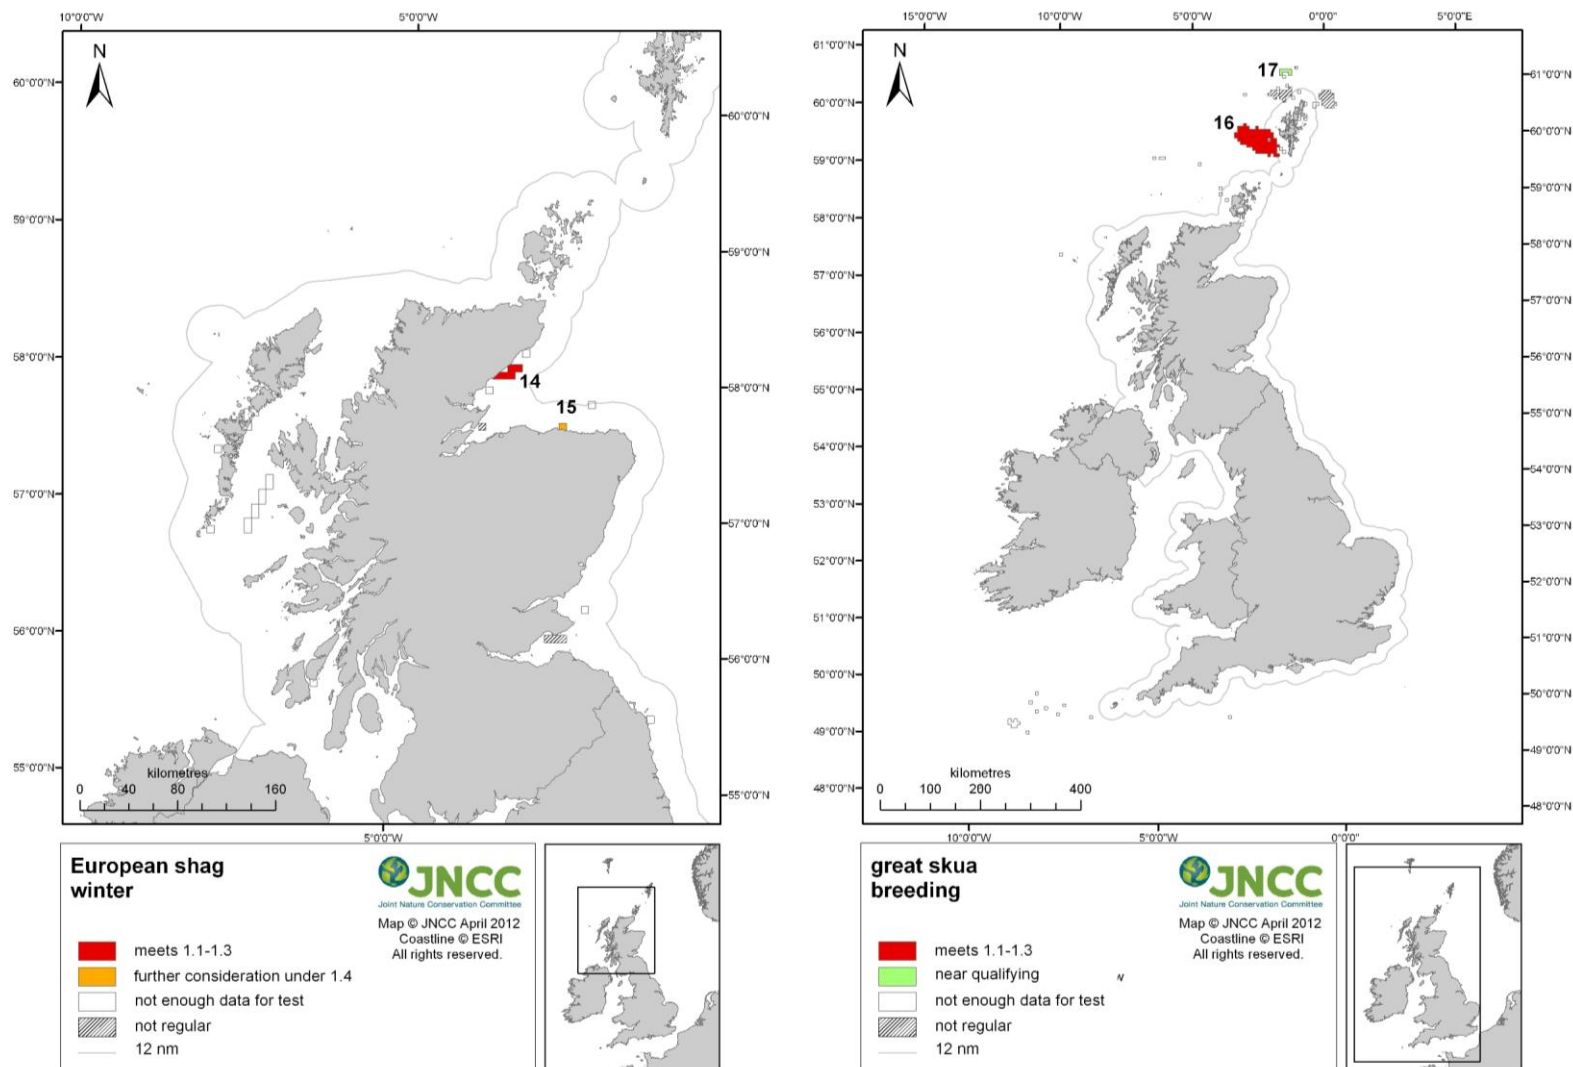 10°0'0"W 5°0'0"W
N
60°0'0"N
60°0'0"N
59°0'0"N
59°0'0"N
58°0'0"N
58°0'0"N
14
15
57°0'0"N
57°0'0"N
56°0'0"N
56°0'0"N
55°0'0"N
55°0'0"N
kilometres
0 40 80 160
5°0'0"W
European shag
winter
JNCC
Joint Nature Conservation Committee
Map © JNCC April 2012
Coastline © ESRI
All rights reserved.
meets 1.1-1.3
further consideration under 1.4
not enough data for test
not regular
12 nm
15°0'0"W 10°0'0"W 5°0'0"W 0°0'0" 5°0'0"E
N
61°0'0"N
61°0'0"N
17
60°0'0"N
60°0'0"N
16
59°0'0"N
59°0'0"N
58°0'0"N
58°0'0"N
57°0'0"N
57°0'0"N
56°0'0"N
56°0'0"N
55°0'0"N
55°0'0"N
54°0'0"N
54°0'0"N
53°0'0"N
53°0'0"N
52°0'0"N
52°0'0"N
51°0'0"N
51°0'0"N
50°0'0"N
50°0'0"N
49°0'0"N
49°0'0"N
48°0'0"N
48°0'0"N
kilometres
0 100 200 400
10°0'0"W 5°0'0"W 0°0'0"
great skua
breeding
JNCC
Joint Nature Conservation Committee
Map © JNCC April 2012
Coastline © ESRI
All rights reserved.
meets 1.1-1.3
near qualifying
not enough data for test
not regular
12 nm